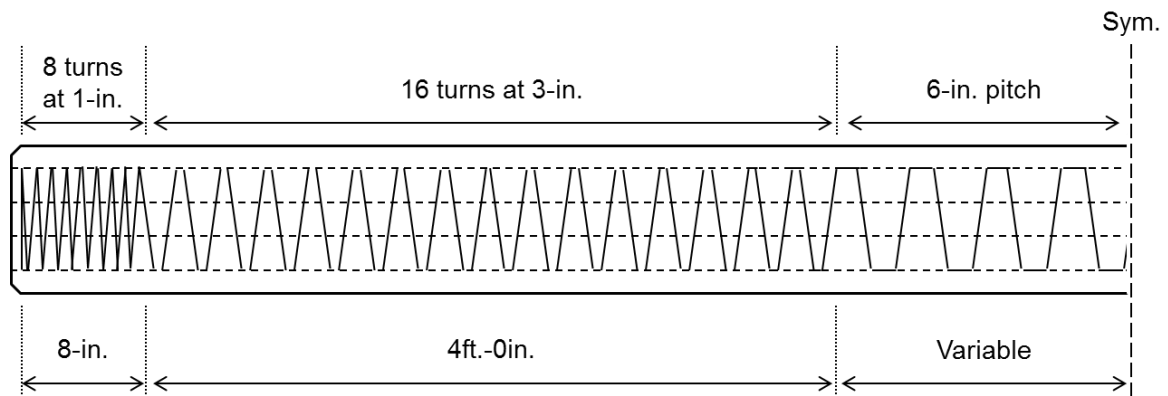 Sym.
8 turns
at 1-in.
16 turns at 3-in.
6-in. pitch
8-in.
4ft.-0in.
Variable